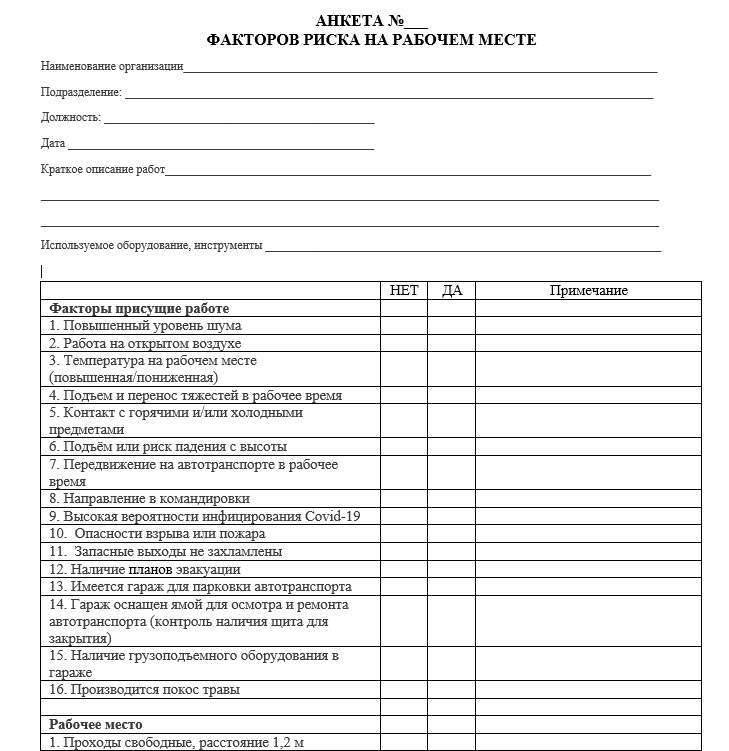 АНКЕТА №___
ФАКТОРОВ РИСКА НА РАБОЧЕМ МЕСТЕ
Наименование организации
Подразделение:
Должность:
Дата
Краткое описание работ
Используемое оборудование, инструменты
НЕТ ДА Примечание
Факторы присущие работе
1. Повышенный уровень шума
2. Работа на открытом воздухе
3. Температура на рабочем месте
(повышенная/пониженная)
4. Подъем и перенос тяжестей в рабочее время
5. Контакт с горячими и/или холодными
предметами
6. Подъём или риск падения с высоты
7. Передвижение на автотранспорте в рабочее
время
8. Направление в командировки
9. Высокая вероятности инфицирования Covid-19
10. Опасности взрыва или пожара
11. Запасные выходы не захламлены
12. Наличие планов эвакуации
13. Имеется гараж для парковки автотранспорта
14. Гараж оснащен ямой для осмотра и ремонта
автотранспорта (контроль наличия щита для
закрытия)
15. Наличие грузоподъемного оборудования в
гараже
16. Производится покос травы
Рабочее место
1. Проходы свободные, расстояние 1,2 м